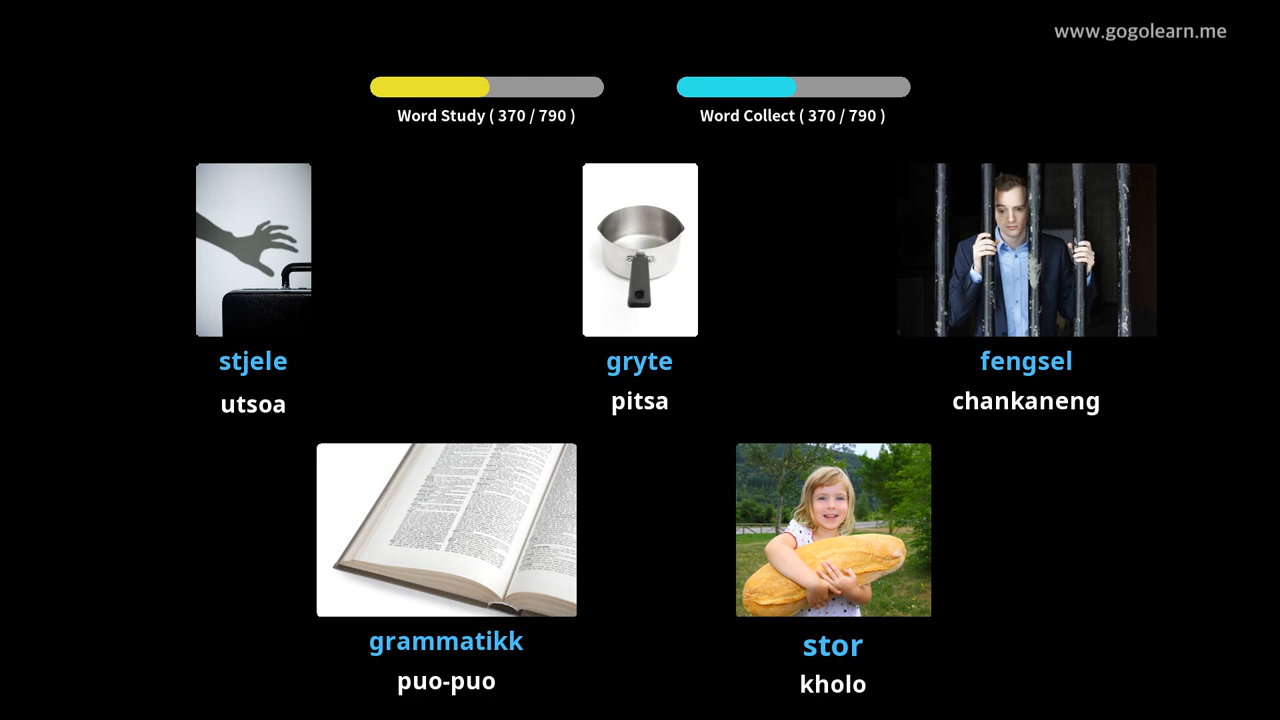 www.gogolearn.me
Word Study ( 370 / 790 )
Word Collect ( 370 / 790 )
stjele
utsoa
gryte
pitsa
fengsel
chankaneng
grammatikk
puo-puo
stor
kholo